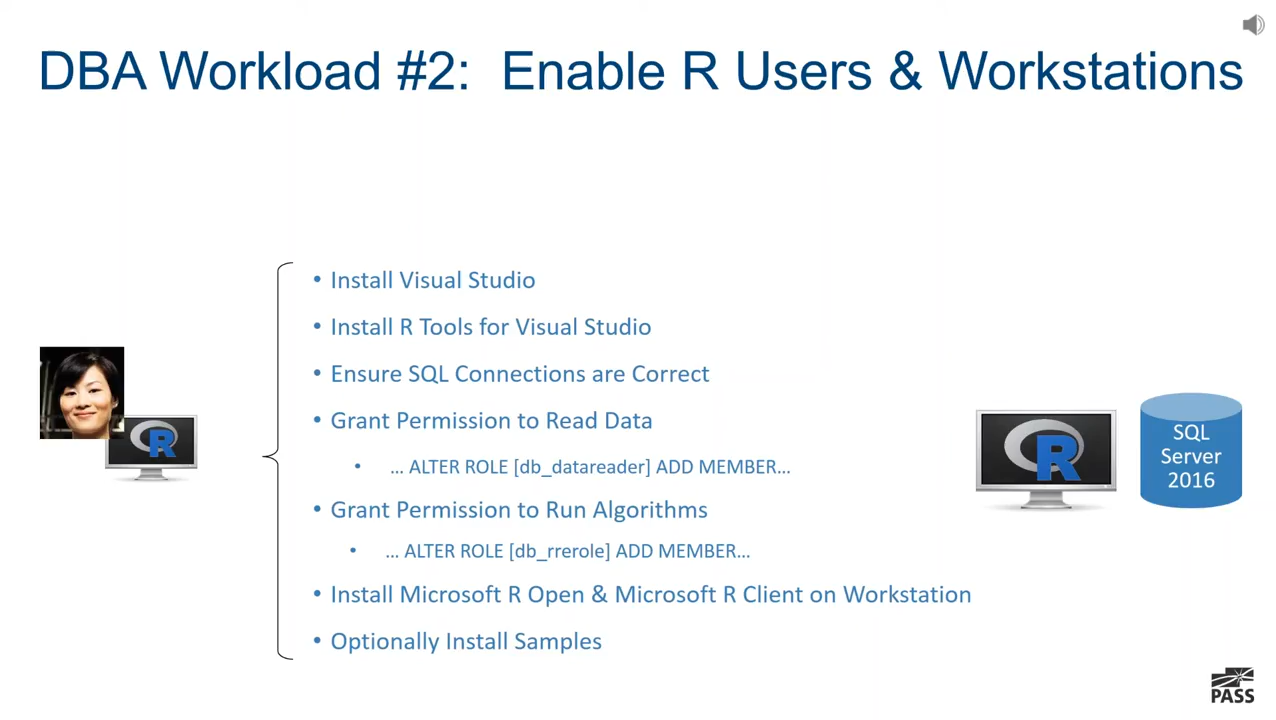 DBA Workload #2: Enable R Users & Workstations
• Install Visual Studio
• Install R Tools for Visual Studio
• Ensure SQL Connections are Correct
• Grant Permission to Read Data
• … ALTER ROLE [db_datareader] ADD MEMBER…
• Grant Permission to Run Algorithms
• … ALTER ROLE [db_rrerole] ADD MEMBER…
• Install Microsoft R Open & Microsoft R Client on Workstation
• Optionally Install Samples
R
R
SQL
Server
2016
PASS